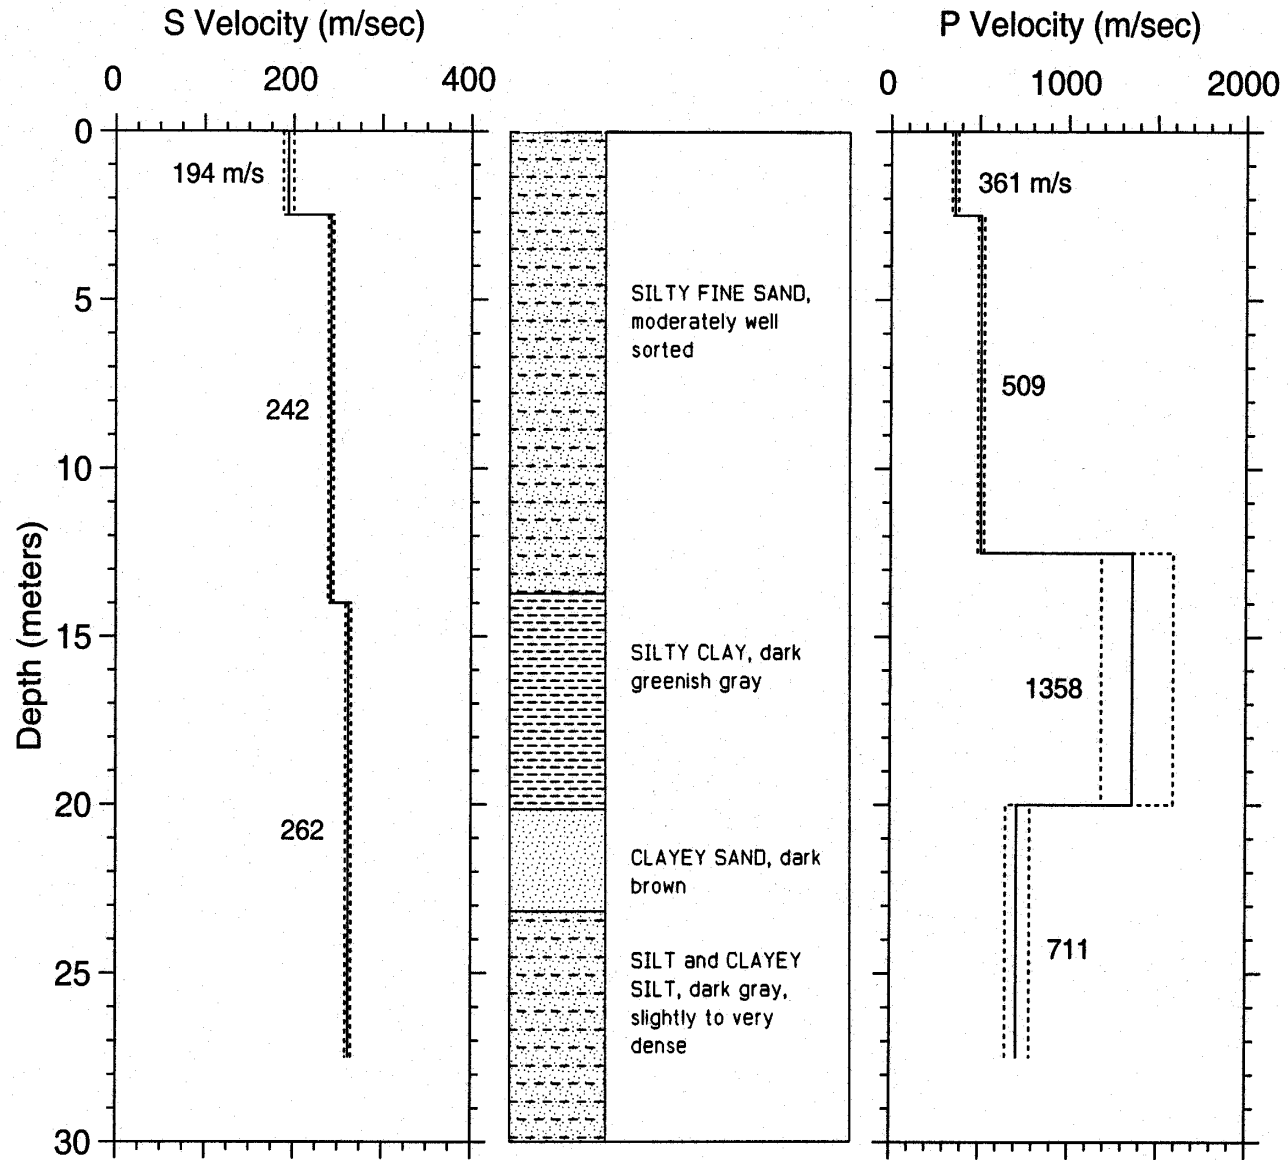 S Velocity (m/sec)
P Velocity (m/sec)
0 200 400
0 1000 2000
0
5
10
15
20
25
30
Depth (meters)
194 m/s
242
262
SILTY FINE SAND,
moderately well
sorted
SILTY CLAY, dark
greenish gray
CLAYEY SAND, dark
brown
SILT and CLAYEY
SILT, dark gray,
slightly to very
dense
361 m/s
509
1358
711